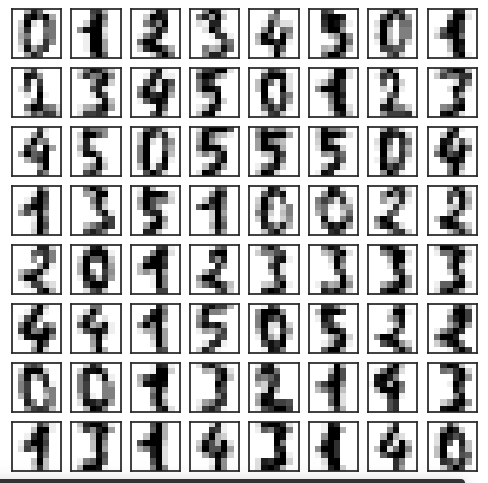 0 1 2 3 4 5 0 1
2 3 4 5 0 1 2 3
4 5 0 5 5 5 0 4
1 3 5 1 0 0 2 2
2 0 1 2 3 3 3 3
4 4 1 5 0 5 2 2
0 0 1 3 2 1 4 3
1 3 1 4 3 1 4 0